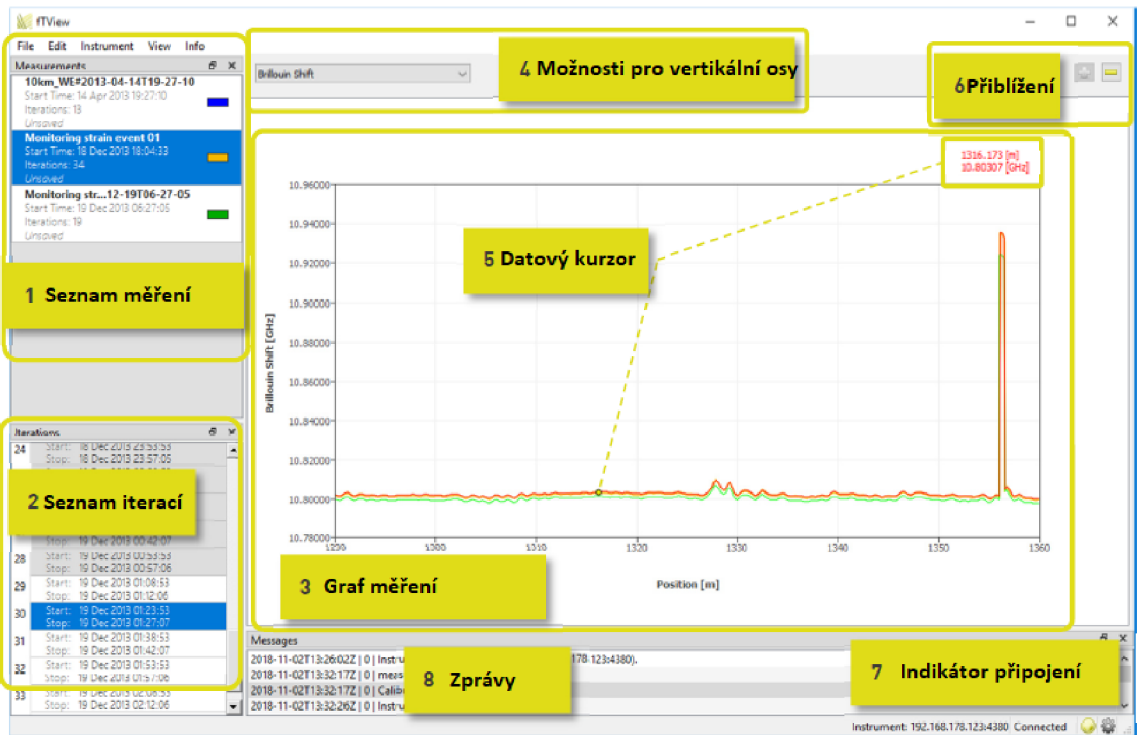 fTView
File Edit Instrument View Info
Measurements
10km_WE#2013-04-14T19-27-10
Start Time: 14 Apr 2013 19:27:10
Iterations: 13
Unsaved
Monitoring strain event 01
Start Time: 18 Dec 2013 18:04:33
Iterations: 34
Unsaved
Monitoring str....12-19T06-27-05
Start Time: 19 Dec 2013 06:27:05
Iterations: 19
Unsaved
1 Seznam měření
Brillouin Shift
4 Možnosti pro vertikální osy
6Přiblížení
1316.173 [m]
10.80307 [GHz]
5 Datový kurzor
10.96000
10.94000
10.92000
10.90000
10.88000
10.86000
10.84000
10.82000
10.80000
10.78000
Brillouin Shift [GHz]
1310
1320
1330
1340
1350
1360
Position [m]
3 Graf měření
Iterations
24 Start: 18 Dec 2013 23:53:53
Stop: 18 Dec 2013 23:57:05
2 Seznam iterací
Stop: 19 Dec 2013 00:42:07
28 Start: 19 Dec 2013 00:53:53
Stop: 19 Dec 2013 00:57:06
29 Start: 19 Dec 2013 01:08:53
Stop: 19 Dec 2013 01:12:06
30 Start: 19 Dec 2013 01:23:53
Stop: 19 Dec 2013 01:27:07
31 Start: 19 Dec 2013 01:38:53
Stop: 19 Dec 2013 01:42:07
32 Start: 19 Dec 2013 01:53:53
Stop: 19 Dec 2013 01:57:06
33 Start: 19 Dec 2013 02:08:53
Stop: 19 Dec 2013 02:12:06
Messages
2018-11-02T13:26:02Z | 0 | Instru 178.123:4380).
2018-11-02T13:32:17Z | 0 |
2018-11-02T13:32:17Z | 0 | Calib
2018-11-02T13:32:26Z | 0 | Instru
8 Zprávy
7 Indikátor připojení
Instrument: 192.168.178.123:4380 Connected